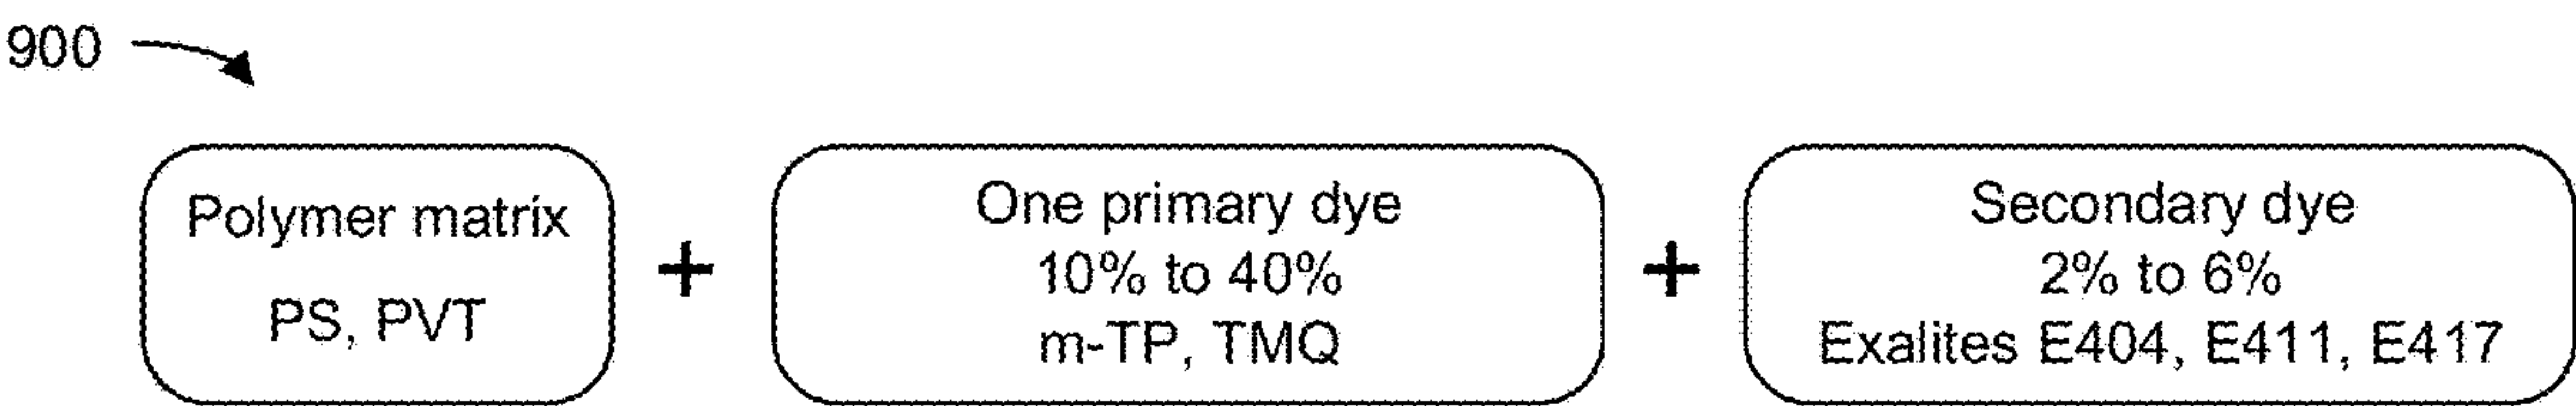 900
Polymer matrix
PS, PVT
+
One primary dye
10% to 40%
m-TP, TMQ
+
Secondary dye
2% to 6%
Exalites E404, E411, E417